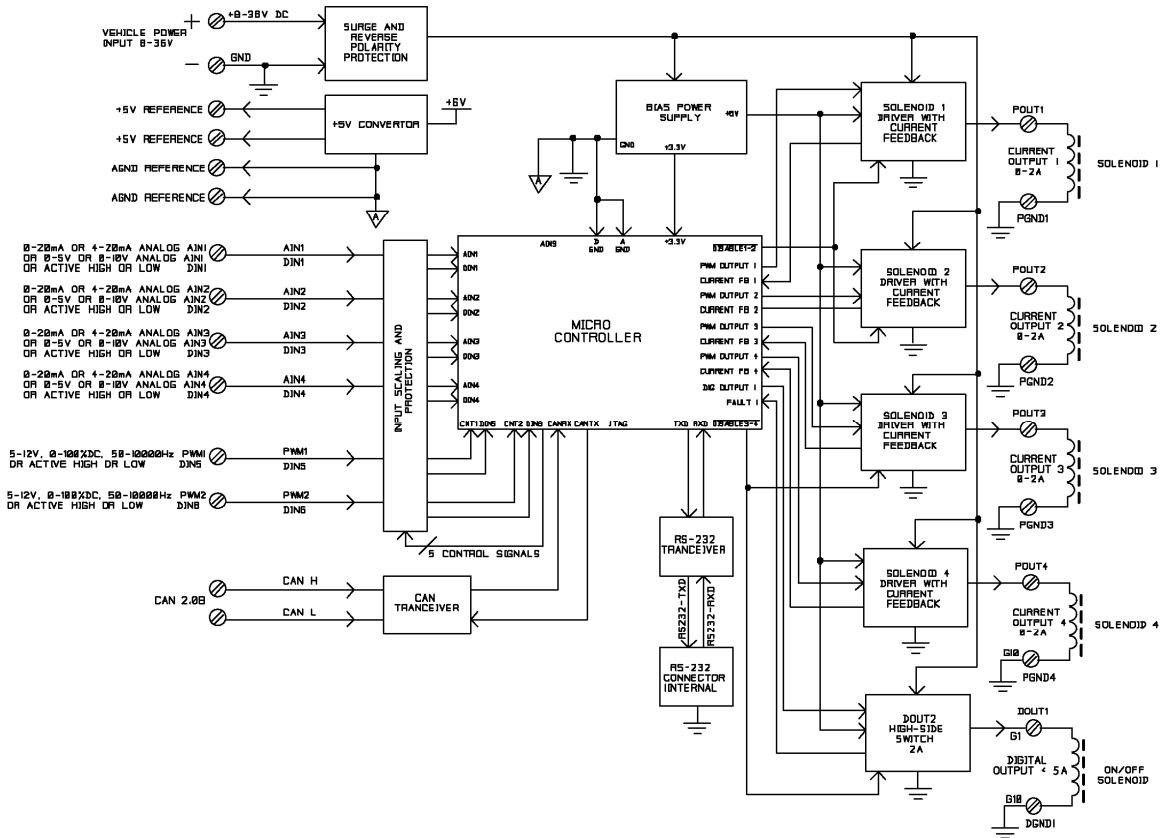 +8-36V DC
VEHICLE POWER
INPUT 8-36V
GND
SURGE AND
REVERSE
POLARITY
PROTECTION
+5V REFERENCE
+5V REFERENCE
AGND REFERENCE
AGND REFERENCE
+5V CONVERTOR
+6V
A
BIAS POWER
SUPPLY
+6V
GND
+3.3V
A
0-20mA OR 4-20mA ANALOG AIN1
OR 0-5V OR 0-10V ANALOG AIN1
OR ACTIVE HIGH OR LOW DIN1
AIN1
DIN1
0-20mA OR 4-20mA ANALOG AIN2
OR 0-5V OR 0-10V ANALOG AIN2
OR ACTIVE HIGH OR LOW DIN2
AIN2
DIN2
0-20mA OR 4-20mA ANALOG AIN3
OR 0-5V OR 0-10V ANALOG AIN3
OR ACTIVE HIGH OR LOW DIN3
AIN3
DIN3
0-20mA OR 4-20mA ANALOG AIN4
OR 0-5V OR 0-10V ANALOG AIN4
OR ACTIVE HIGH OR LOW DIN4
AIN4
DIN4
5-12V, 0-100%DC, 50-10000Hz PWM1
OR ACTIVE HIGH OR LOW DIN5
PWM1
DIN5
5-12V, 0-100%DC, 50-10000Hz PWM2
OR ACTIVE HIGH OR LOW DIN6
PWM2
DIN6
INPUT SCALING AND
PROTECTION
5 CONTROL SIGNALS
CAN 2.0B
CAN H
CAN L
CAN
TRANCEIVER
D
GND
A
GND
+3.3V
DISABLE1-2
AIN1
DIN1
AIN2
DIN2
AIN3
DIN3
AIN4
DIN4
MICRO
CONTROLLER
PWM OUTPUT 1
CURRENT FB 1
PWM OUTPUT 2
CURRENT FB 2
PWM OUTPUT 3
CURRENT FB 3
PWM OUTPUT 4
CURRENT FB 4
DIG OUTPUT 1
FAULT 1
CNT1
DIN5
CNT2
DIN6
CANRX
CANTX
JTAG
TXD
RXD
DISABLE3-4
RS-232
TRANCEIVER
RS232-TXD
RS232-RXD
RS-232
CONNECTOR
INTERNAL
SOLENOID 1
DRIVER WITH
CURRENT
FEEDBACK
POUT1
CURRENT
OUTPUT 1
0-2A
PGND1
SOLENOID 1
SOLENOID 2
DRIVER WITH
CURRENT
FEEDBACK
POUT2
CURRENT
OUTPUT 2
0-2A
PGND2
SOLENOID 2
SOLENOID 3
DRIVER WITH
CURRENT
FEEDBACK
POUT3
CURRENT
OUTPUT 3
0-2A
PGND3
SOLENOID 3
SOLENOID 4
DRIVER WITH
CURRENT
FEEDBACK
POUT4
CURRENT
OUTPUT 4
0-2A
G10
PGND4
SOLENOID 4
DOUT2
HIGH-SIDE
SWITCH
2A
DOUT1
G1
DIGITAL
OUTPUT < 5A
G10
DGND1
ON/OFF
SOLENOID